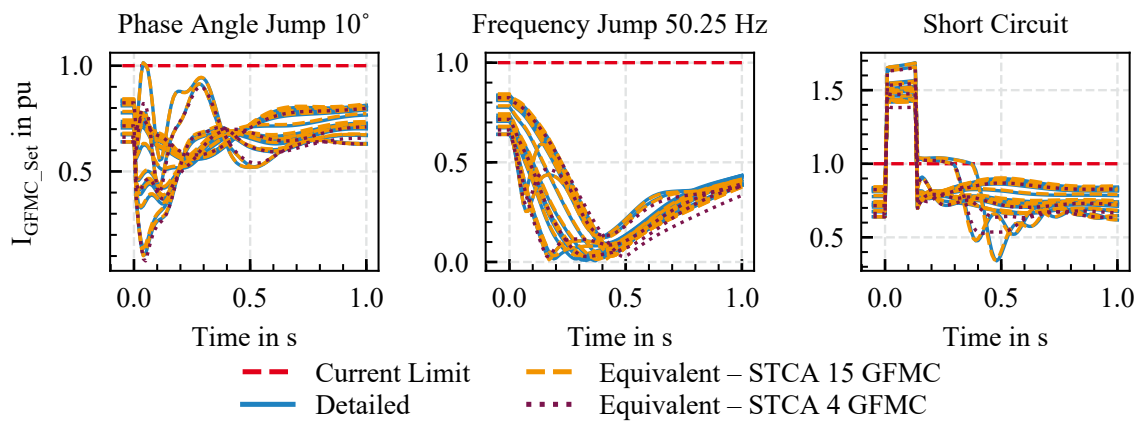 Phase Angle Jump 10°
Frequency Jump 50.25 Hz
Short Circuit
I_GFMC_Set in pu
1.0
0.5
0.0
0.5
1.0
Time in s
1.0
0.5
0.0
0.0
0.5
1.0
Time in s
1.5
1.0
0.5
0.0
0.5
1.0
Time in s
Current Limit
Detailed
Equivalent – STCA 15 GFMC
Equivalent – STCA 4 GFMC